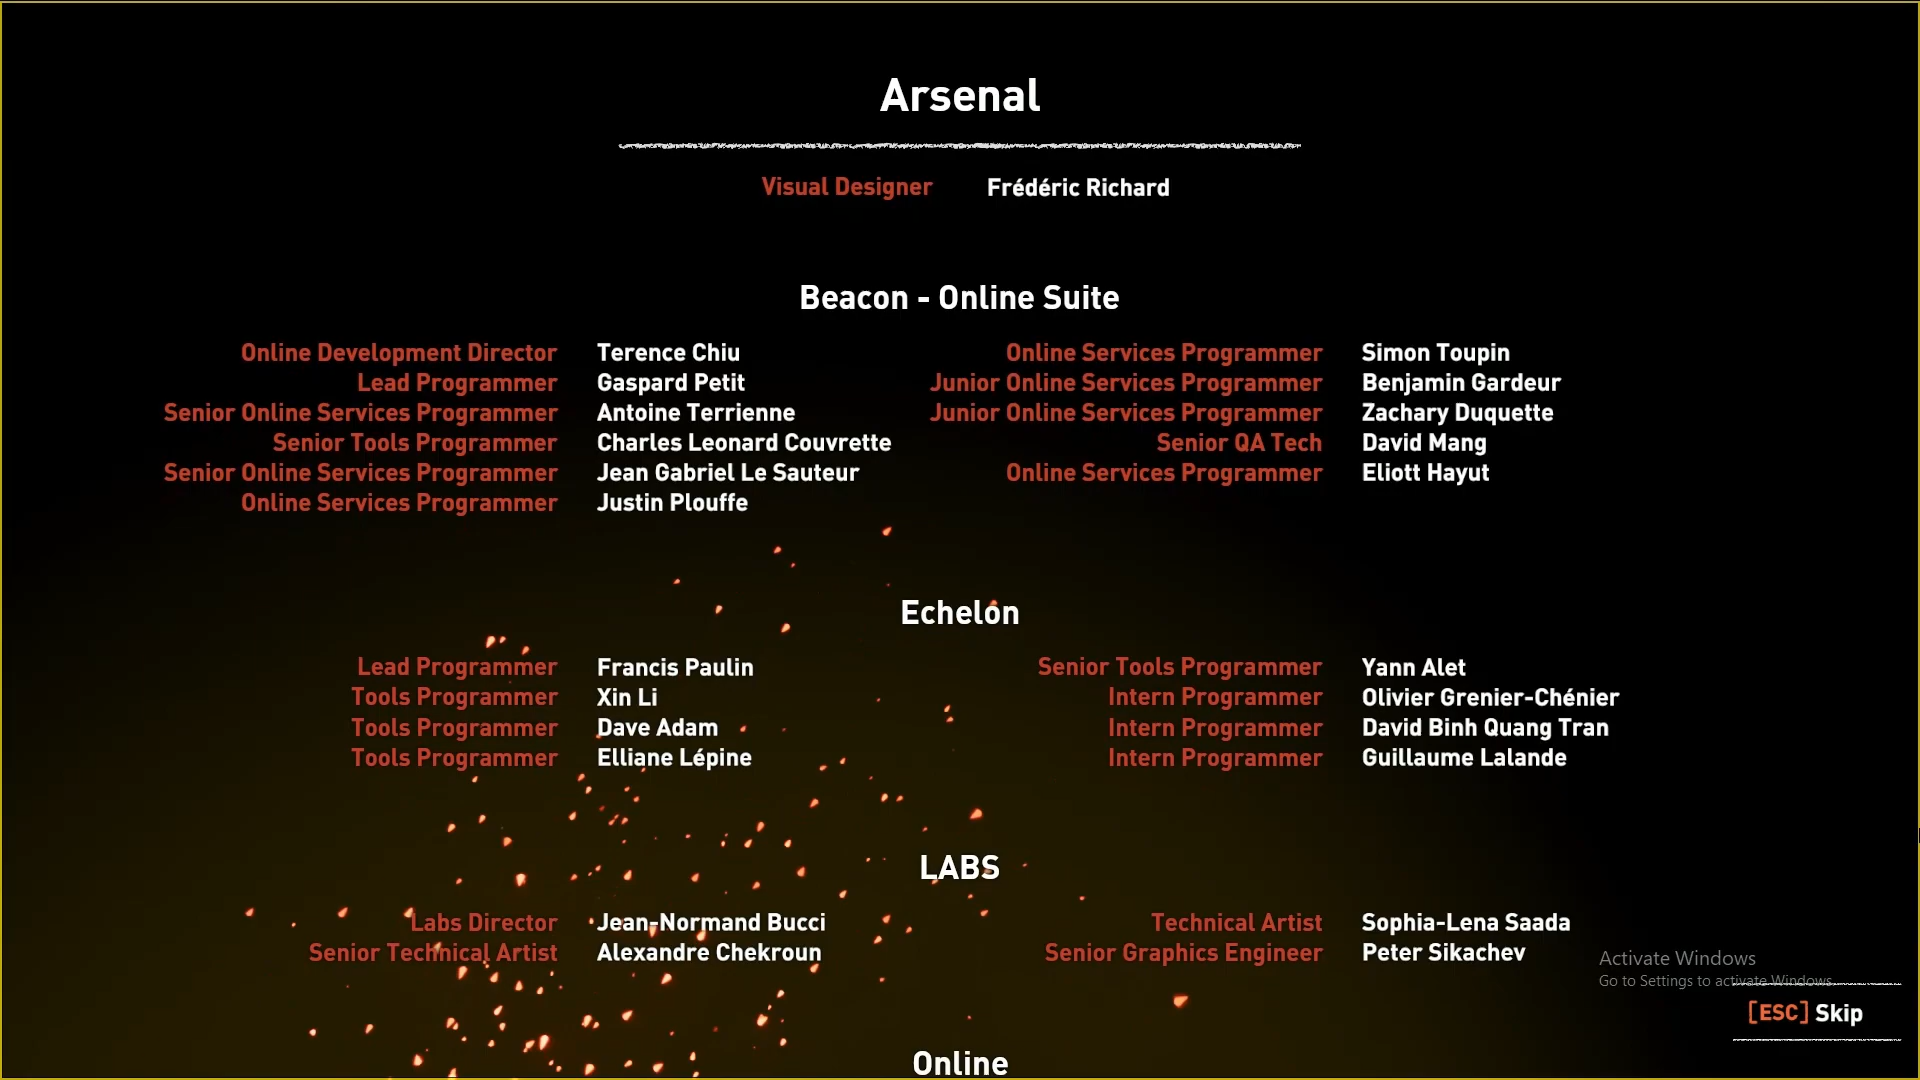 Arsenal
Visual Designer Frédéric Richard
Beacon - Online Suite
Online Development Director Terence Chiu Online Services Programmer Simon Toupin
Lead Programmer Gaspard Petit Junior Online Services Programmer Benjamin Gardeur
Senior Online Services Programmer Antoine Terrienne Junior Online Services Programmer Zachary Duquette
Senior Tools Programmer Charles Leonard Couvrette Senior QA Tech David Mang
Senior Online Services Programmer Jean Gabriel Le Sauteur Online Services Programmer Eliott Hayut
Online Services Programmer Justin Plouffe
Echelon
Lead Programmer Francis Paulin Senior Tools Programmer Yann Alet
Tools Programmer Xin Li Intern Programmer Olivier Grenier-Chénier
Tools Programmer Dave Adam Intern Programmer David Binh Quang Tran
Tools Programmer Elliane Lépine Intern Programmer Guillaume Lalande
LABS
Labs Director Jean-Normand Bucci Technical Artist Sophia-Lena Saada
Senior Technical Artist Alexandre Chekroun Senior Graphics Engineer Peter Sikachev
Activate Windows
Go to Settings to activate Windows.
[ESC] Skip
Online